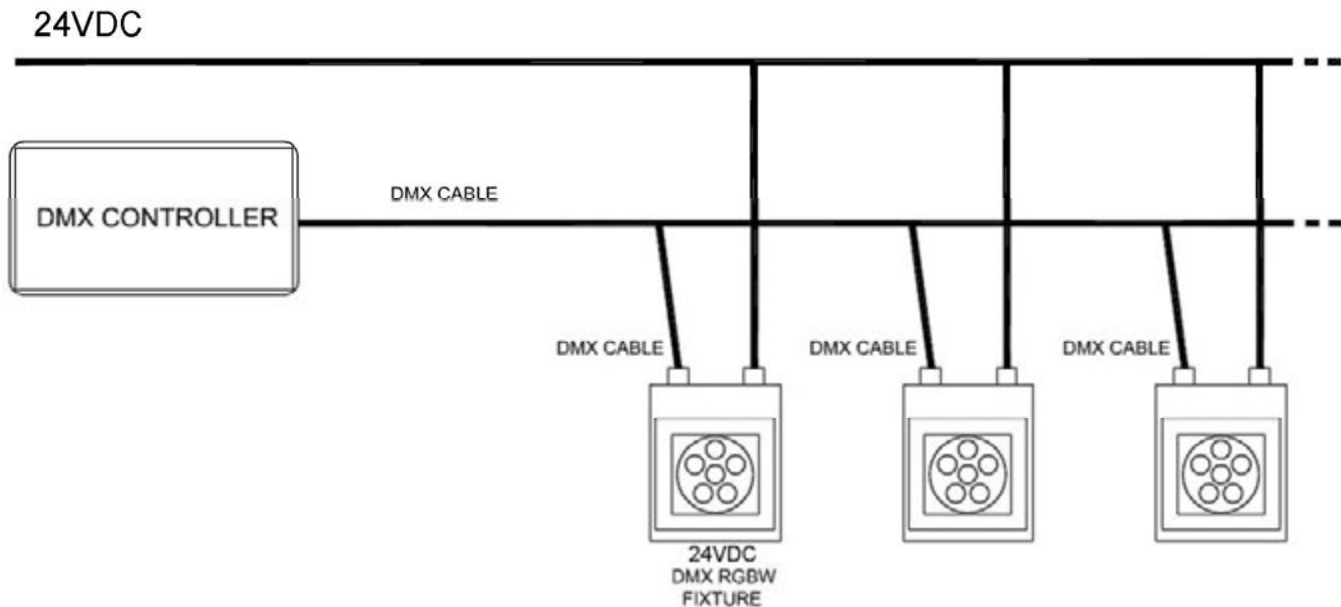 24VDC
DMX CABLE
DMX CONTROLLER
DMX CABLE
DMX CABLE
DMX CABLE
24VDC
DMX RGBW
FIXTURE